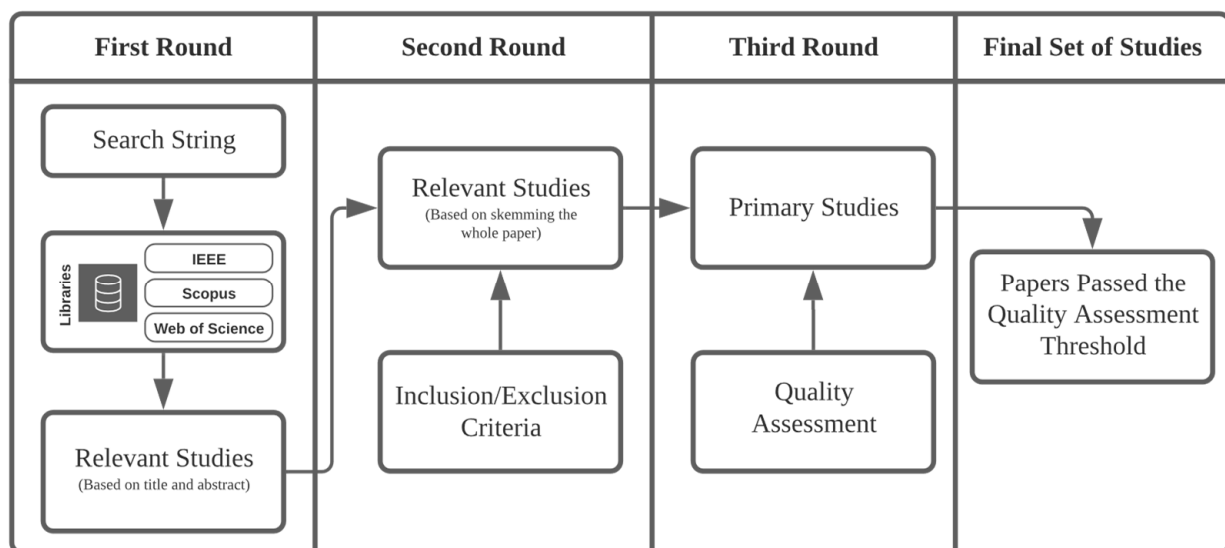 First Round
Second Round
Third Round
Final Set of Studies
Search String
Libraries
IEEE
Scopus
Web of Science
Relevant Studies
(Based on title and abstract)
Relevant Studies
(Based on skemming the
whole paper)
Inclusion/Exclusion
Criteria
Primary Studies
Quality
Assessment
Papers Passed the
Quality Assessment
Threshold